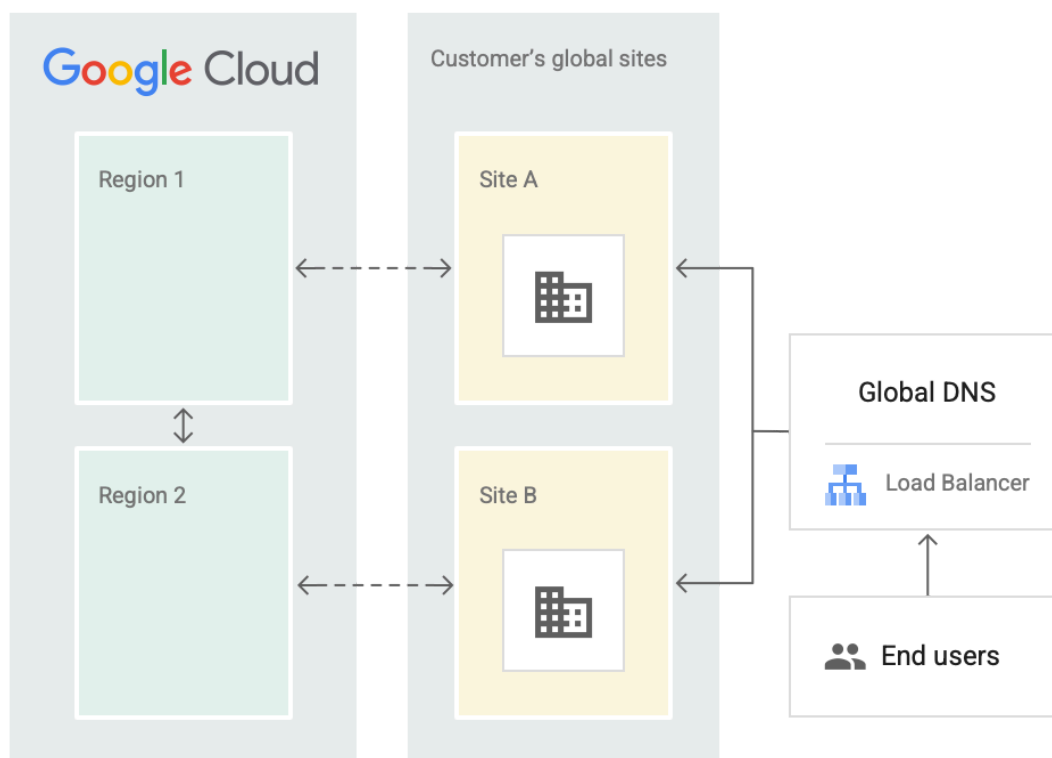 Google Cloud
Customer’s global sites
Region 1
Site A
Global DNS
Load Balancer
Region 2
Site B
End users